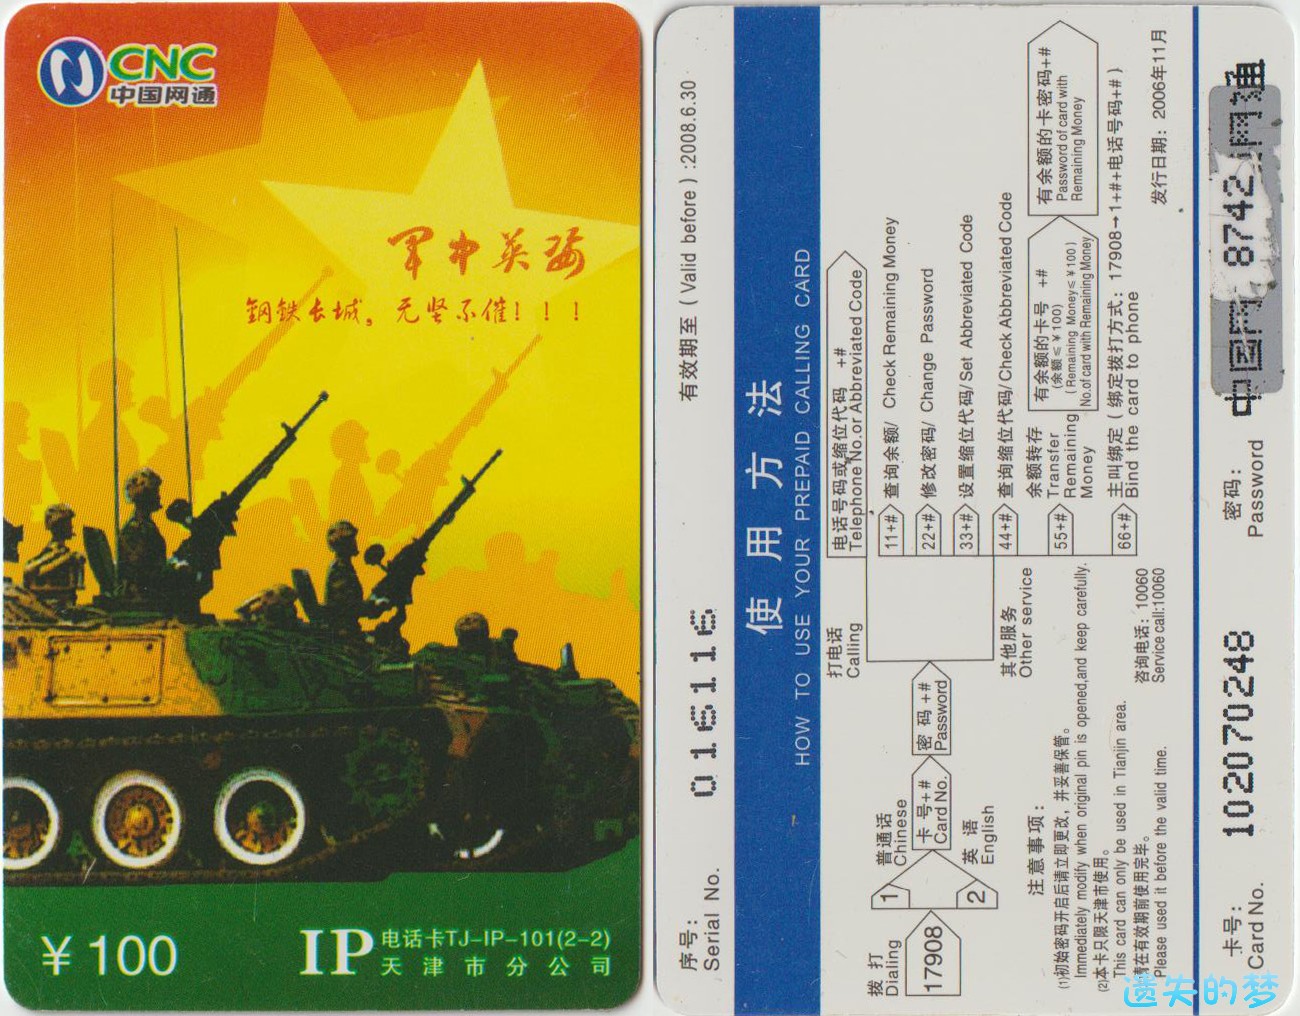 CNC
中国网通
军中英姿
钢铁长城，无坚不催！！！
¥100
IP
电话卡TJ-IP-101(2-2)
天津市分公司
序号：
Serial No.
有效期至（Valid before）:2008.6.30
使用方法
HOW TO USE YOUR PREPAID CALLING CARD
拨打
Dialing
17908
1
普通话
Chinese
2
英语
English
卡号+#
Card No.
密码+#
Password
打电话
Calling
电话号码或缩位代码 +#
Telephone No.or Abbreviated Code
其他服务
Other service
11+# 查询余额/ Check Remaining Money
22+# 修改密码/ Change Password
33+# 设置缩位代码/Set Abbreviated Code
44+# 查询缩位代码/Check Abbreviated Code
55+# 余额转存
Transfer
Remaining
Money
有余额的卡号 +#
(余额≤¥100)
( Remaining Money≤¥100 )
No.of card with Remaining Money
有余额的卡密码+#
Password of card with
Remaining Money
66+# 主叫绑定（绑定拨打方式：17908→1+#+电话号码+#）
Bind the card to phone
注意事项：
(1)初始密码开启后请立即更改，并妥善保管。
Immediately modify when original pin is opened,and keep carefully.
(2)本卡只限天津市使用。
This card can only be used in Tianjin area.
请在有效期前使用完毕。
Please used it before the valid time.
咨询电话：10060
Service call:10060
发行日期：2006年11月
卡号：
Card No.
102070248
密码：
Password
中国网 8742 网通
遗失的梦